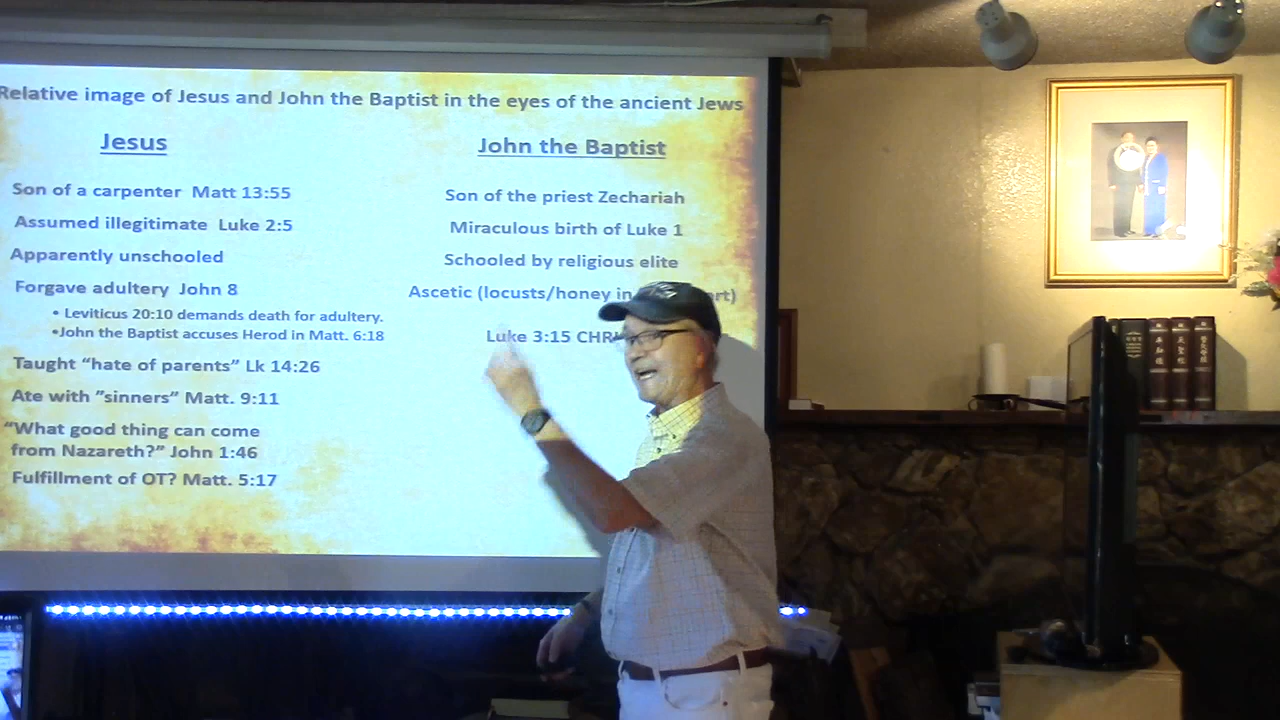 Relative image of Jesus and John the Baptist in the eyes of the ancient Jews
Jesus
Son of a carpenter Matt 13:55
Assumed illegitimate Luke 2:5
Apparently unschooled
Forgave adultery John 8
• Leviticus 20:10 demands death for adultery.
•John the Baptist accuses Herod in Matt. 6:18
Taught “hate of parents” Lk 14:26
Ate with ”sinners” Matt. 9:11
“What good thing can come
from Nazareth?” John 1:46
Fulfillment of OT? Matt. 5:17
John the Baptist
Son of the priest Zechariah
Miraculous birth of Luke 1
Schooled by religious elite
Ascetic (locusts/honey in
Luke 3:15